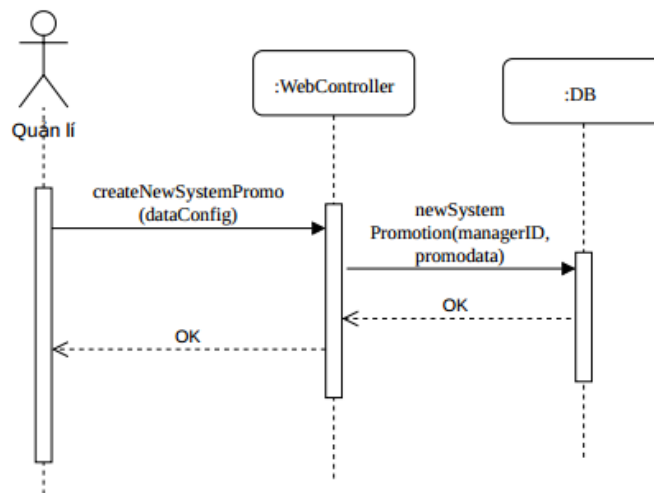 :WebController
:DB
Quản lí
createNewSystemPromo
(dataConfig)
newSystem
Promotion(managerID,
promodata)
OK
OK